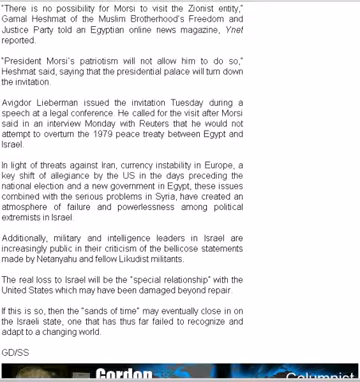 "There is no possibility for Morsi to visit the Zionist entity,"
Gamal Heshmat of the Muslim Brotherhood's Freedom and
Justice Party told an Egyptian online news magazine, Ynet
reported.
"President Morsi's patriotism will not allow him to do so,"
Heshmat said, saying that the presidential palace will turn down
the invitation.
Avigdor Lieberman issued the invitation Tuesday during a
speech at a legal conference. He called for the visit after Morsi
said in an interview Monday with Reuters that he would not
attempt to overturn the 1979 peace treaty between Egypt and
Israel.
In light of threats against Iran, currency instability in Europe, a
key shift of allegiance by the US in the days preceding the
national election and a new government in Egypt, these issues
combined with the serious problems in Syria, have created an
atmosphere of failure and powerlessness among political
extremists in Israel.
Additionally, military and intelligence leaders in Israel are
increasingly public in their criticism of the bellicose statements
made by Netanyahu and fellow Likudist militants.
The real loss to Israel will be the "special relationship" with the
United States which may have been damaged beyond repair.
If this is so, then the "sands of time" may eventually close in on
the Israeli state, one that has thus far failed to recognize and
adapt to a changing world.
GD/SS
Gordon
Columnist